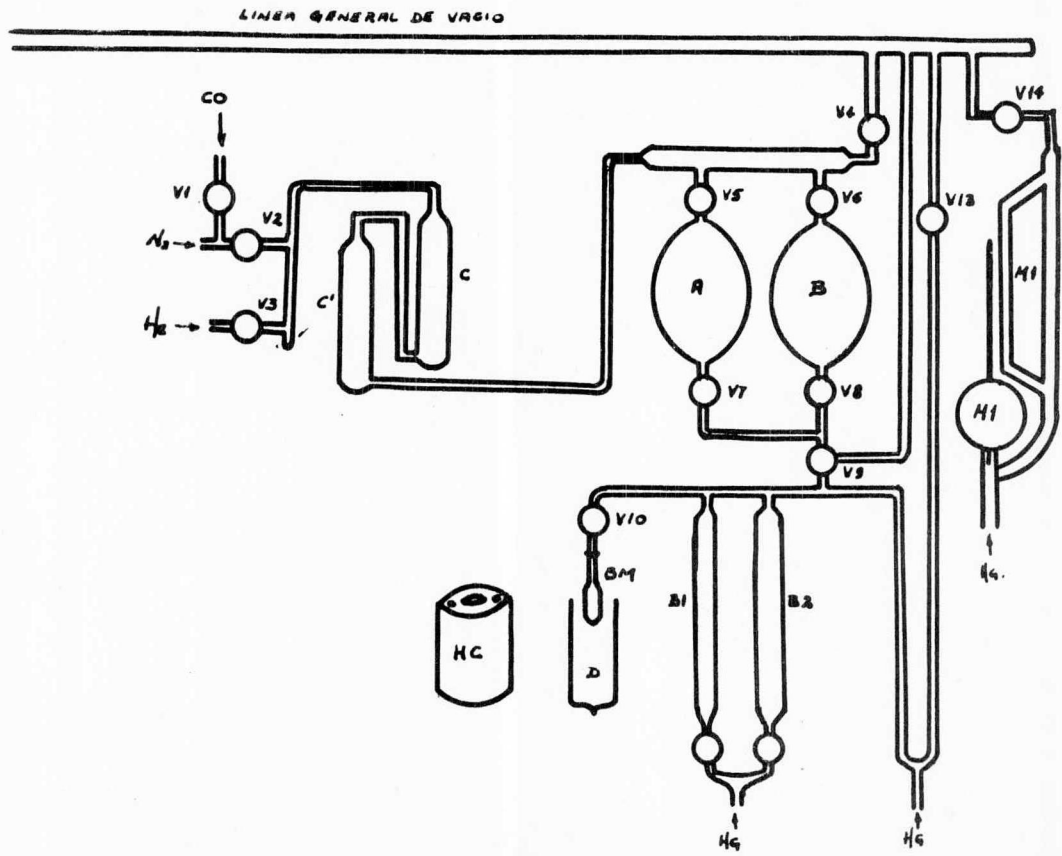 LINEA GENERAL DE VACIO
CO
V1
V2
N2
V3
He
C'
C
V4
V14
V5
V6
V13
A
B
M1
V7
V8
M1
V9
V10
BM
B1
B2
HC
D
HG.
HG
HG